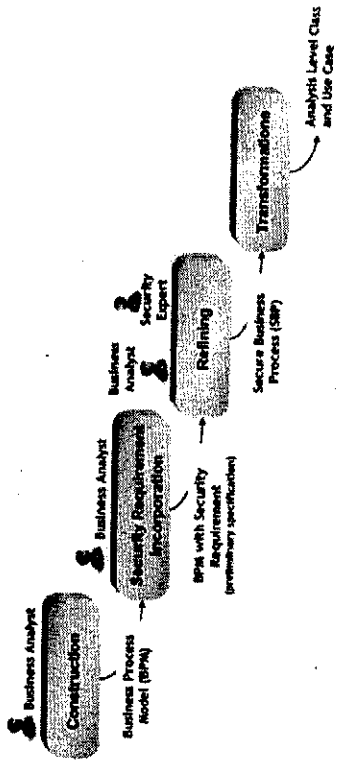 Business Analyst
Construction
Business Process
Model (BPM)
Business Analyst
Security Requirement
Incorporation
BPM with Security
Requirement
(preliminary specification)
Business
Analyst
Security
Expert
Refining
Secure Business
Process (SBP)
Transformations
Analysis Level Class
and Use Case